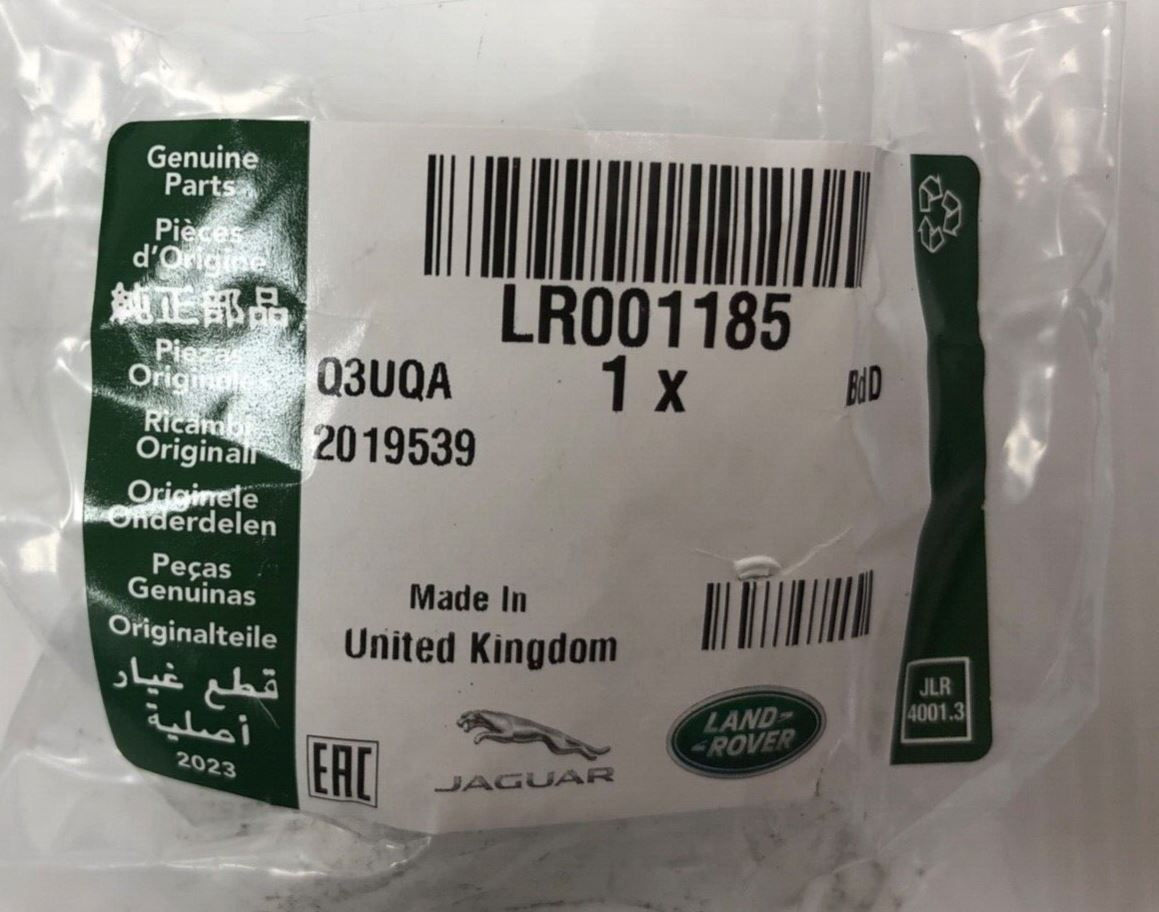 Genuine
Parts
Pièces
d'Origine
純正部品
Piezas
Originales
Ricambi
Originali
Originele
Onderdelen
Peças
Genuinas
Originalteile
قطع غيار
أصلية
2023
LR001185
Q3UQA
1 x
BdD
2019539
Made In
United Kingdom
EAC
JAGUAR
LAND-
-ROVER
JLR
4001.3